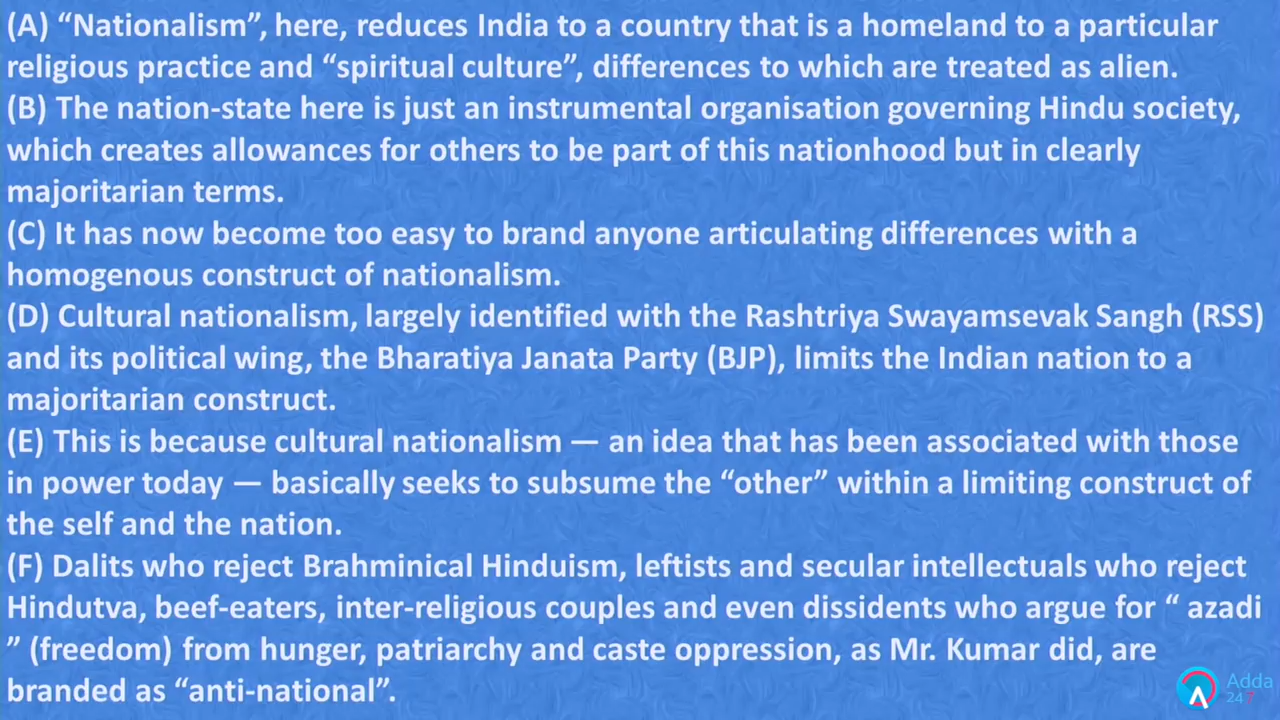 (A) “Nationalism”, here, reduces India to a country that is a homeland to a particular
religious practice and “spiritual culture”, differences to which are treated as alien.
(B) The nation-state here is just an instrumental organisation governing Hindu society,
which creates allowances for others to be part of this nationhood but in clearly
majoritarian terms.
(C) It has now become too easy to brand anyone articulating differences with a
homogenous construct of nationalism.
(D) Cultural nationalism, largely identified with the Rashtriya Swayamsevak Sangh (RSS)
and its political wing, the Bharatiya Janata Party (BJP), limits the Indian nation to a
majoritarian construct.
(E) This is because cultural nationalism — an idea that has been associated with those
in power today — basically seeks to subsume the “other” within a limiting construct of
the self and the nation.
(F) Dalits who reject Brahminical Hinduism, leftists and secular intellectuals who reject
Hindutva, beef-eaters, inter-religious couples and even dissidents who argue for “ azadi
” (freedom) from hunger, patriarchy and caste oppression, as Mr. Kumar did, are
branded as “anti-national”.
Adda
247